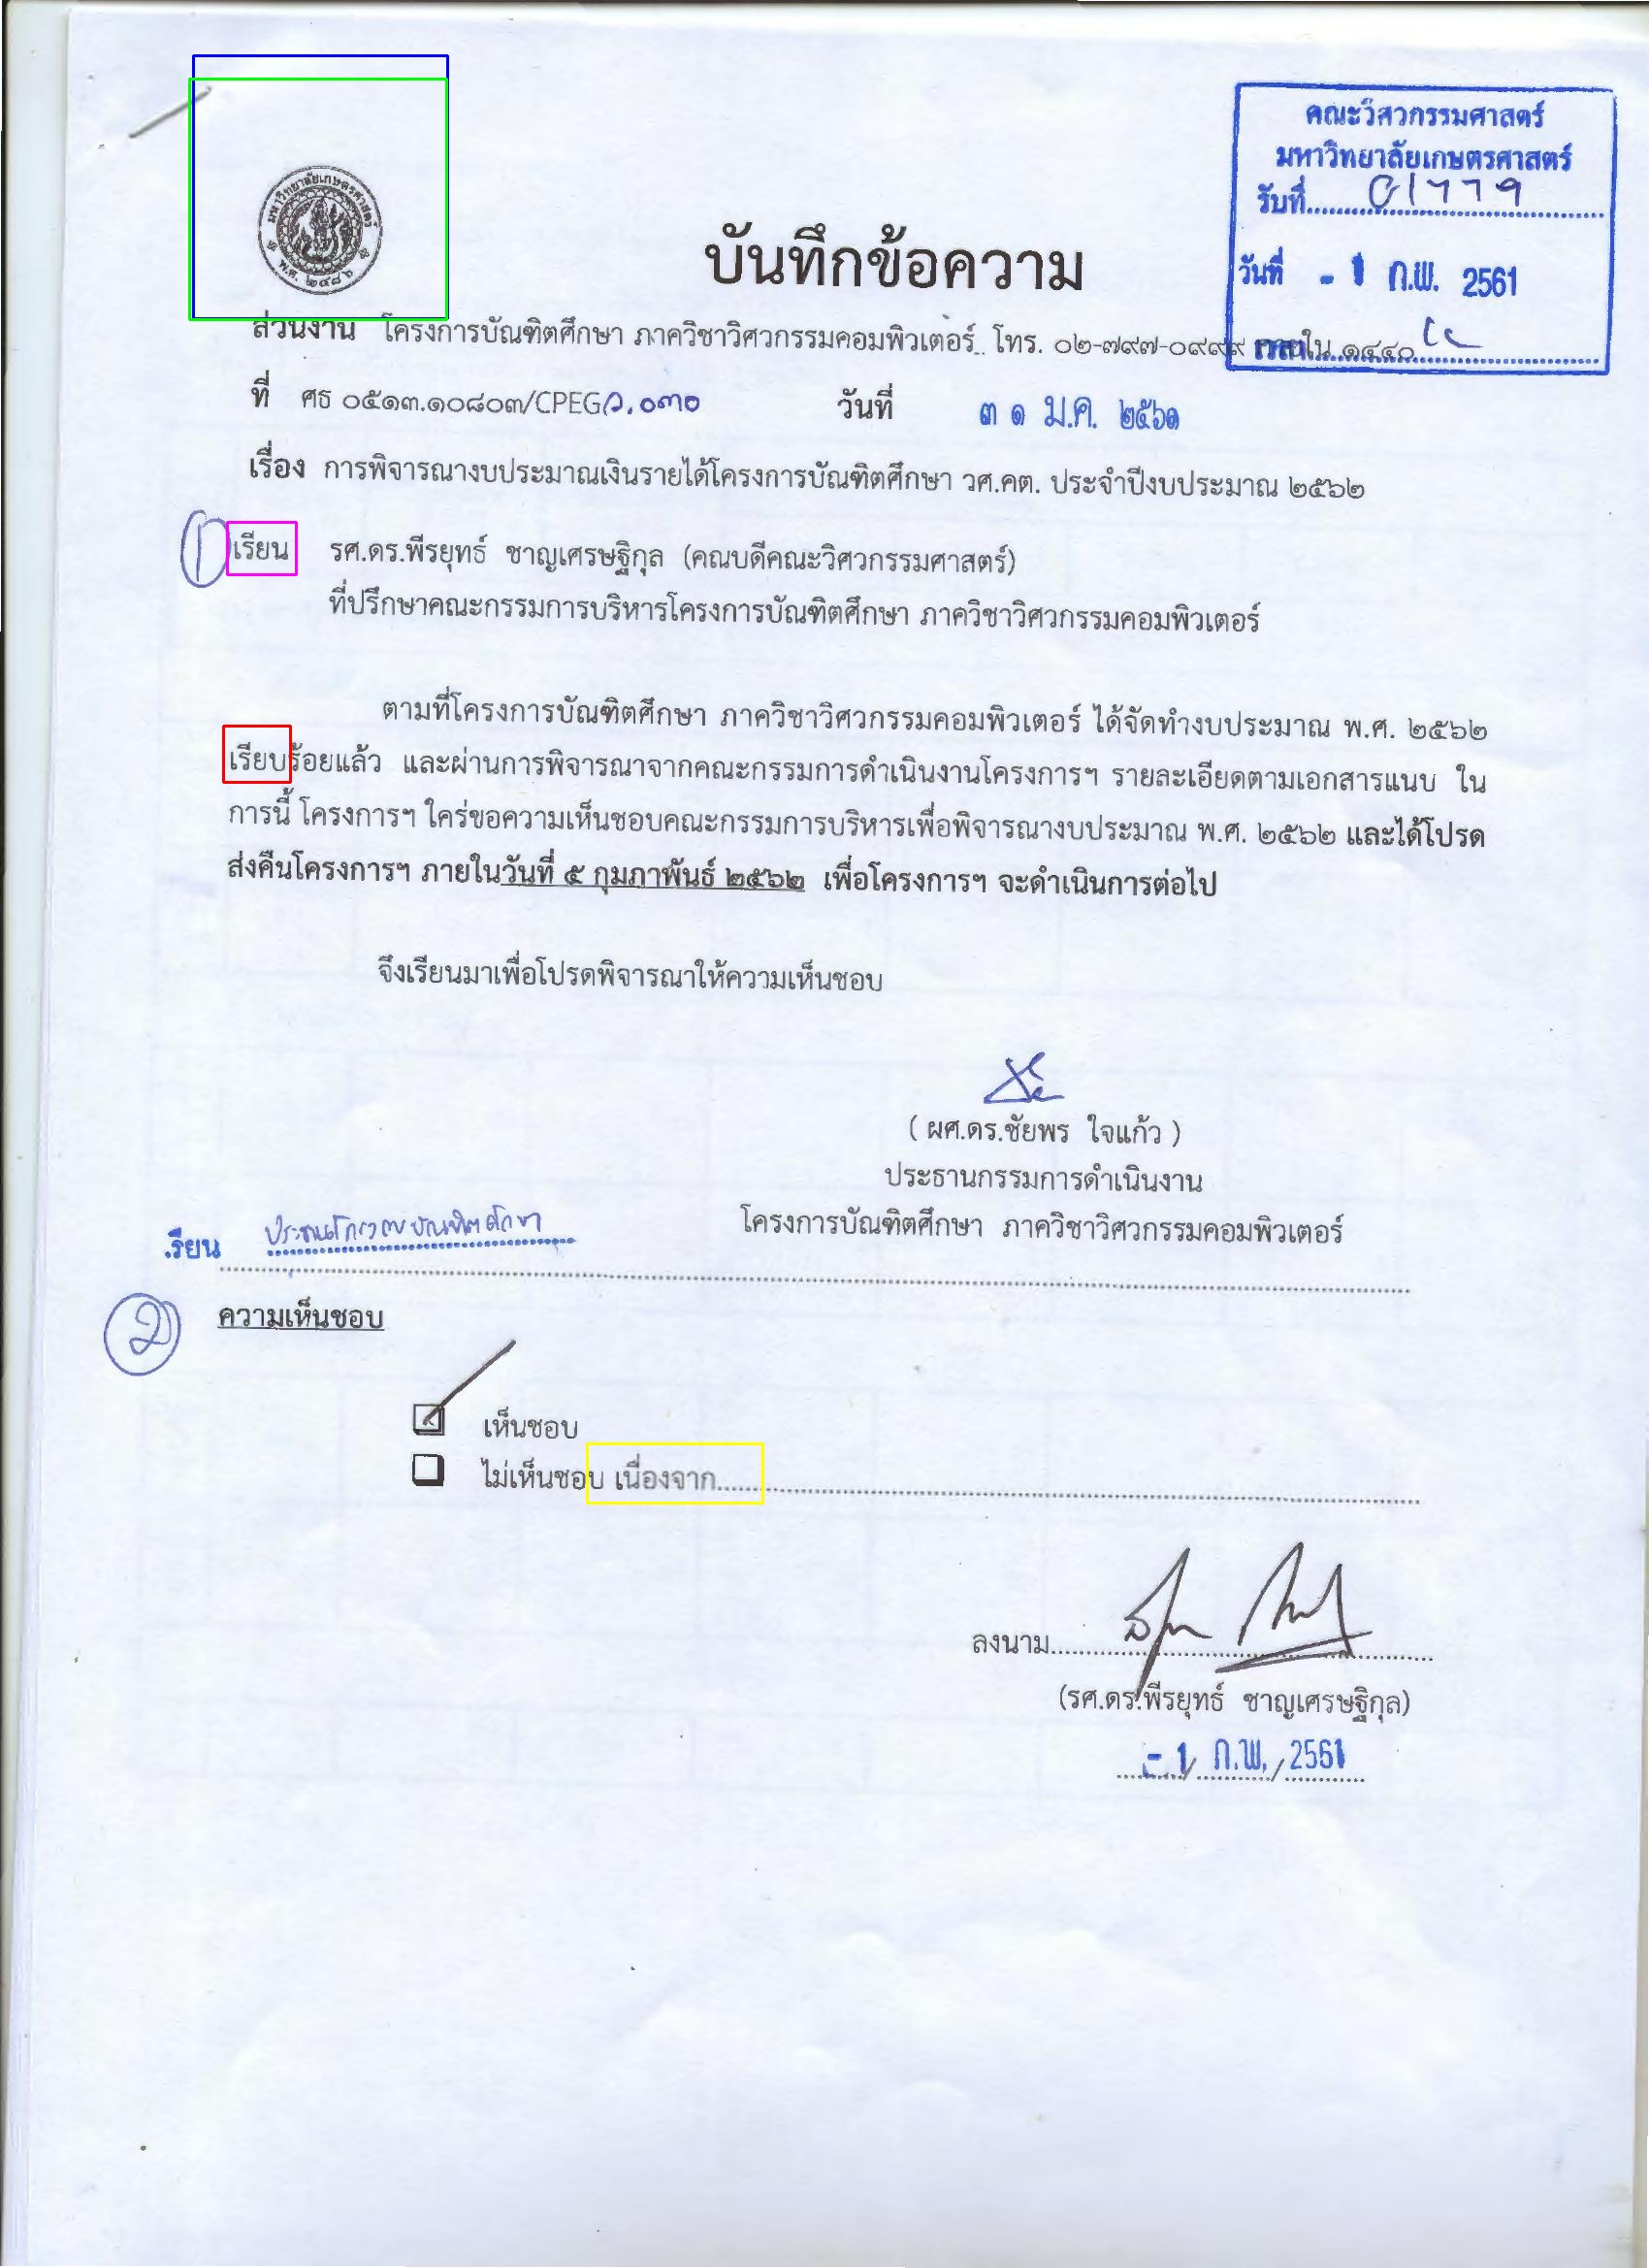 คณะวิศวกรรมศาสตร์
มหาวิทยาลัยเกษตรศาสตร์
รับที่ 01779
วันที่ - 1 ก.พ. 2561
มหาวิทยาลัยเกษตรศาสตร์
พ.ศ. ๒๔๘๖
บันทึกข้อความ
ส่วนงาน โครงการบัณฑิตศึกษา ภาควิชาวิศวกรรมคอมพิวเตอร์ โทร. ๐๒-๗๙๗-๐๙๙๙ ภายใน ๑๔๔๐
ที่ ศธ ๐๕๑๓.๑๐๘๐๓/CPEG๖.๐๓๐ วันที่ ๓ ๑ ม.ค. ๒๕๖๑
เรื่อง การพิจารณางบประมาณเงินรายได้โครงการบัณฑิตศึกษา วศ.คต. ประจำปีงบประมาณ ๒๕๖๒
1 เรียน รศ.ดร.พีรยุทธ์ ชาญเศรษฐิกุล (คณบดีคณะวิศวกรรมศาสตร์)
ที่ปรึกษาคณะกรรมการบริหารโครงการบัณฑิตศึกษา ภาควิชาวิศวกรรมคอมพิวเตอร์
ตามที่โครงการบัณฑิตศึกษา ภาควิชาวิศวกรรมคอมพิวเตอร์ ได้จัดทำงบประมาณ พ.ศ. ๒๕๖๒
เรียบร้อยแล้ว และผ่านการพิจารณาจากคณะกรรมการดำเนินงานโครงการฯ รายละเอียดตามเอกสารแนบ ใน
การนี้ โครงการฯ ใคร่ขอความเห็นชอบคณะกรรมการบริหารเพื่อพิจารณางบประมาณ พ.ศ. ๒๕๖๒ และได้โปรด
ส่งคืนโครงการฯ ภายในวันที่ ๕ กุมภาพันธ์ ๒๕๖๒ เพื่อโครงการฯ จะดำเนินการต่อไป
จึงเรียนมาเพื่อโปรดพิจารณาให้ความเห็นชอบ
( ผศ.ดร.ชัยพร ใจแก้ว )
ประธานกรรมการดำเนินงาน
โครงการบัณฑิตศึกษา ภาควิชาวิศวกรรมคอมพิวเตอร์
เรียน ประธานโครงการบัณฑิตศึกษา
2 ความเห็นชอบ
เห็นชอบ
ไม่เห็นชอบ เนื่องจาก
ลงนาม
(รศ.ดร.พีรยุทธ์ ชาญเศรษฐิกุล)
- 1 / ก.พ. / 2561